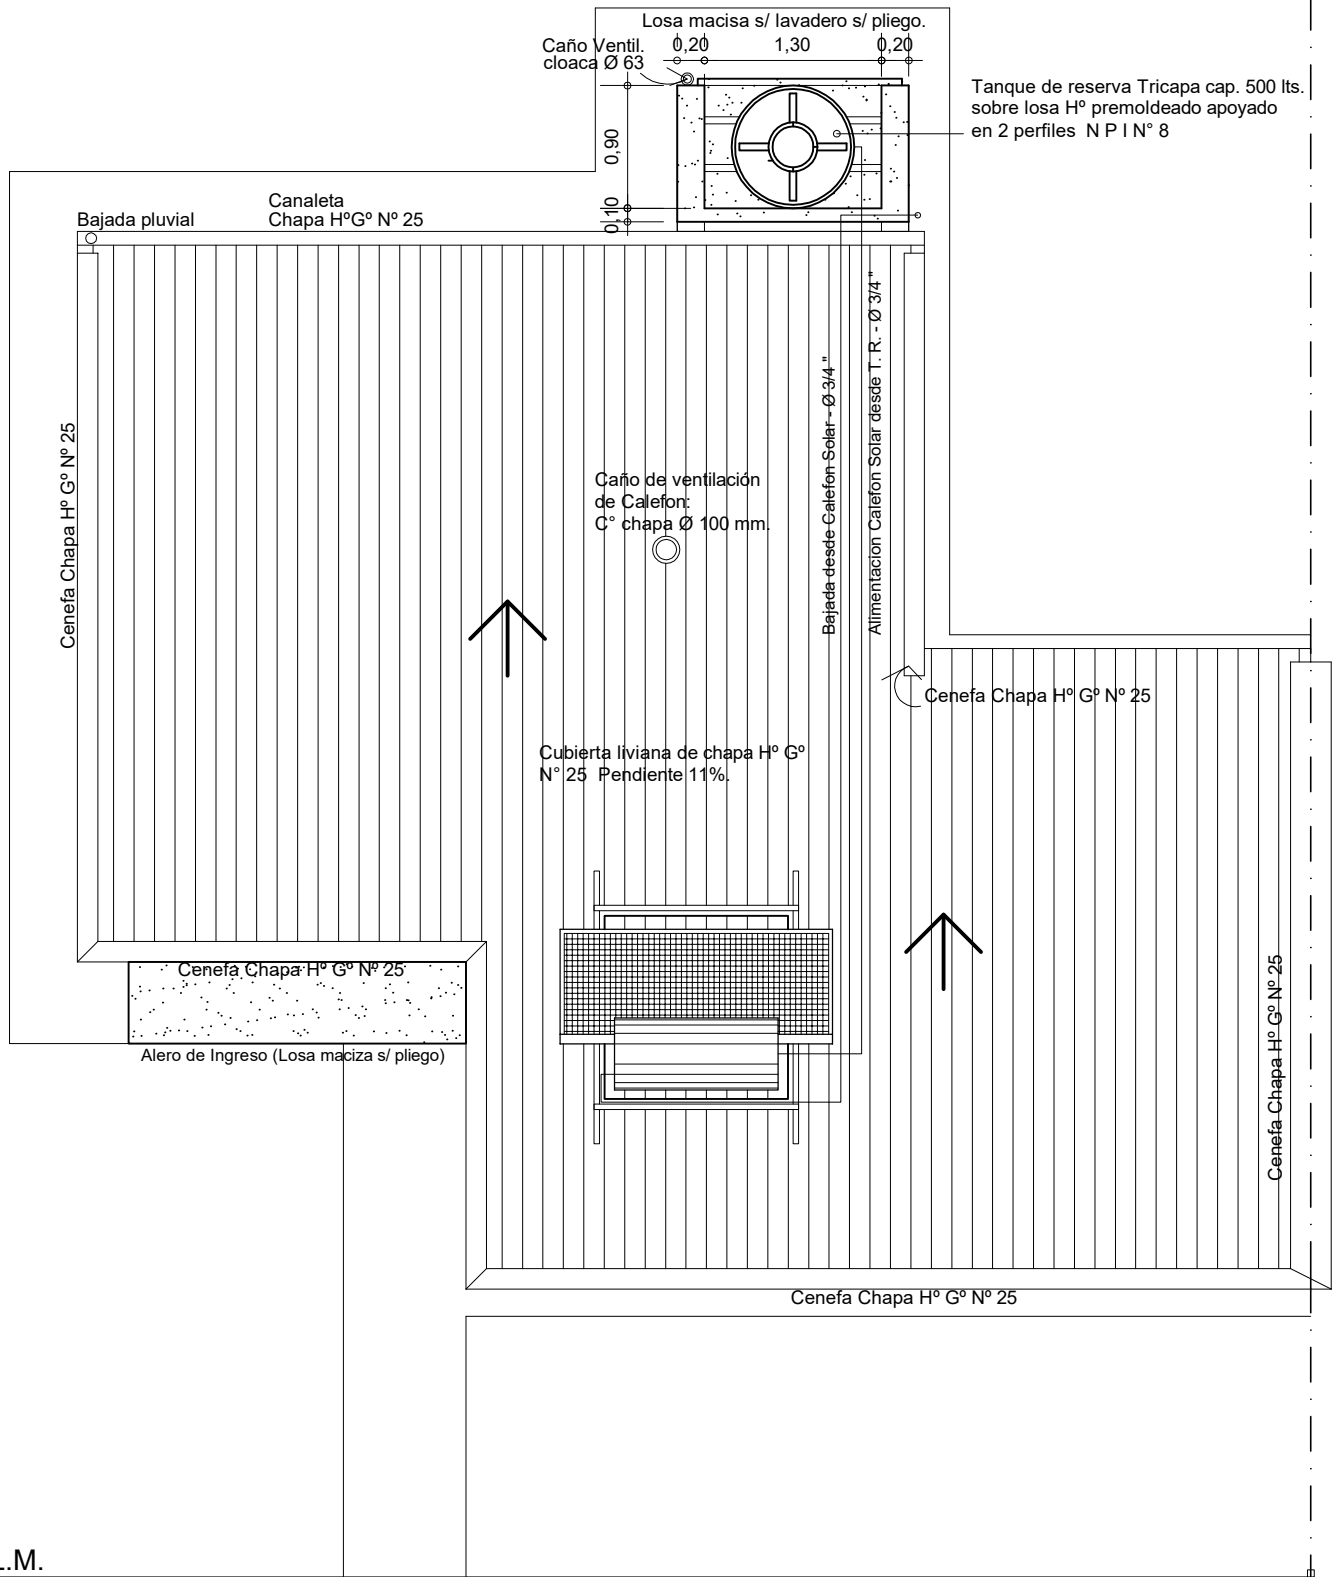 Losa macisa s/ lavadero s/ pliego.
Caño Ventil.
cloaca Ø 63
0,20
1,30
0,20
Tanque de reserva Tricapa cap. 500 lts.
sobre losa Hº premoldeado apoyado
en 2 perfiles N P I N° 8
0,90
0,10
Bajada pluvial
Canaleta
Chapa HºGº Nº 25
Cenefa Chapa Hº Gº Nº 25
Caño de ventilación
de Calefon:
C° chapa Ø 100 mm.
Bajada desde Calefon Solar - Ø 3/4"
Alimentacion Calefon Solar desde T. R. - Ø 3/4"
Cenefa Chapa Hº Gº Nº 25
Cubierta liviana de chapa Hº Gº
N° 25 Pendiente 11%.
Cenefa Chapa Hº Gº Nº 25
Alero de Ingreso (Losa maciza s/ pliego)
Cenefa Chapa Hº Gº Nº 25
Cenefa Chapa Hº Gº Nº 25
L.M.